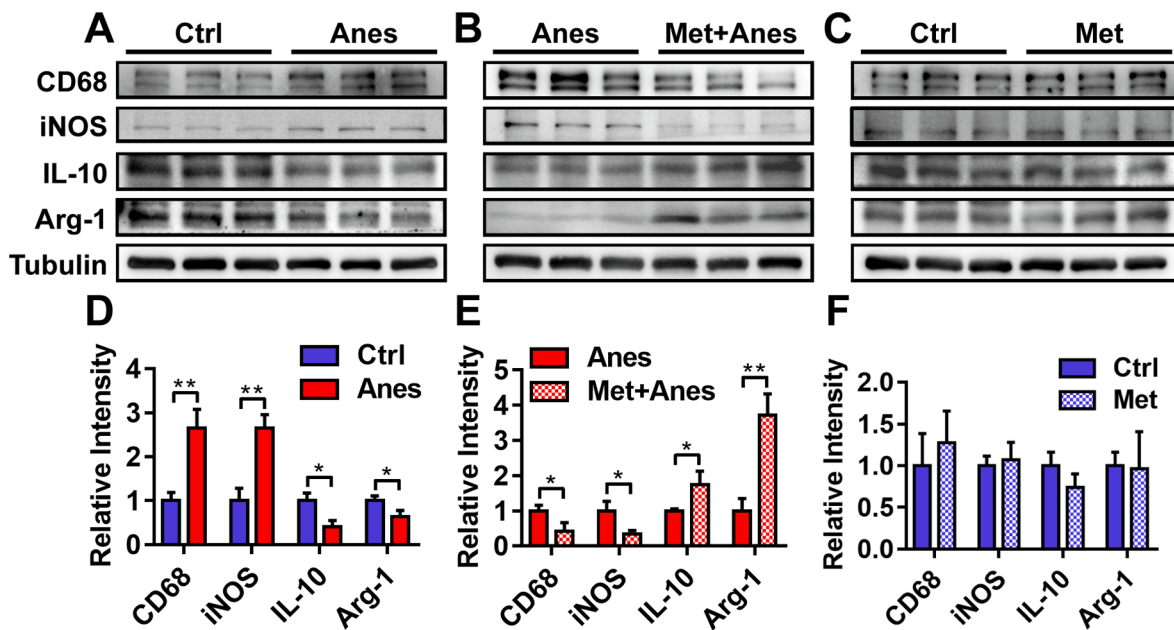 A Ctrl Anes
B Anes Met+Anes
C Ctrl Met
CD68
iNOS
IL-10
Arg-1
Tubulin
D
Relative Intensity
4
3
2
1
0
Ctrl
Anes
** ** * *
CD68 iNOS IL-10 Arg-1
E
Relative Intensity
5
4
2
1
0
Anes
Met+Anes
* * * **
CD68 iNOS IL-10 Arg-1
F
Relative Intensity
2.0
1.5
1.0
0.5
0.0
Ctrl
Met
CD68 iNOS IL-10 Arg-1